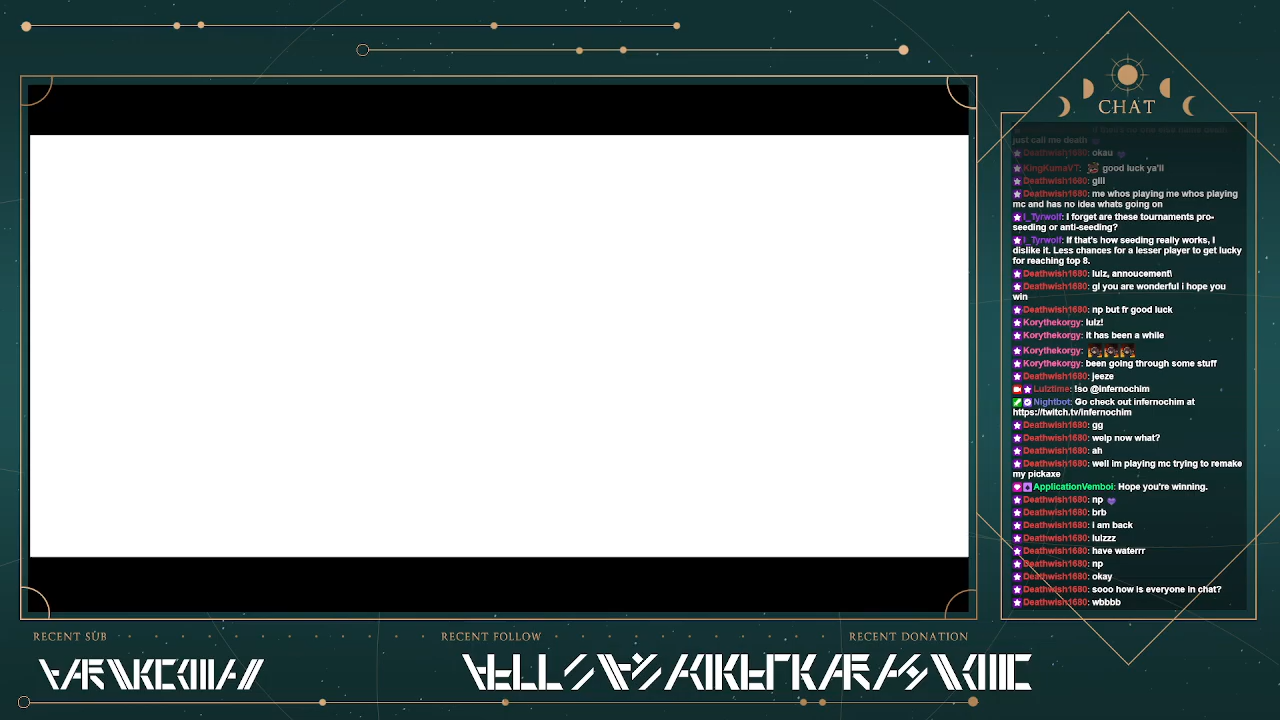 CHAT
just call me death
Deathwish1680: okau
KingKumaVT: good luck ya'll
Deathwish1680: glll
Deathwish1680: me whos playing me whos playing
mc and has no idea whats going on
I_Tyrwolf: I forget are these tournaments pro-
seeding or anti-seeding?
I_Tyrwolf: If that's how seeding really works, I
dislike it. Less chances for a lesser player to get lucky
for reaching top 8.
Deathwish1680: lulz, annoucement\
Deathwish1680: gl you are wonderful i hope you
win
Deathwish1680: np but fr good luck
Korythekorgy: lulz!
Korythekorgy: it has been a while
Korythekorgy:
Korythekorgy: been going through some stuff
Deathwish1680: jeeze
Lulztime: !so @infernochim
Nightbot: Go check out infernochim at
https://twitch.tv/infernochim
Deathwish1680: gg
Deathwish1680: welp now what?
Deathwish1680: ah
Deathwish1680: well im playing mc trying to remake
my pickaxe
ApplicationVemboi: Hope you're winning.
Deathwish1680: np
Deathwish1680: brb
Deathwish1680: i am back
Deathwish1680: lulzzz
Deathwish1680: have waterrr
Deathwish1680: np
Deathwish1680: okay
Deathwish1680: sooo how is everyone in chat?
Deathwish1680: wbbbb
RECENT SUB
RECENT FOLLOW
RECENT DONATION